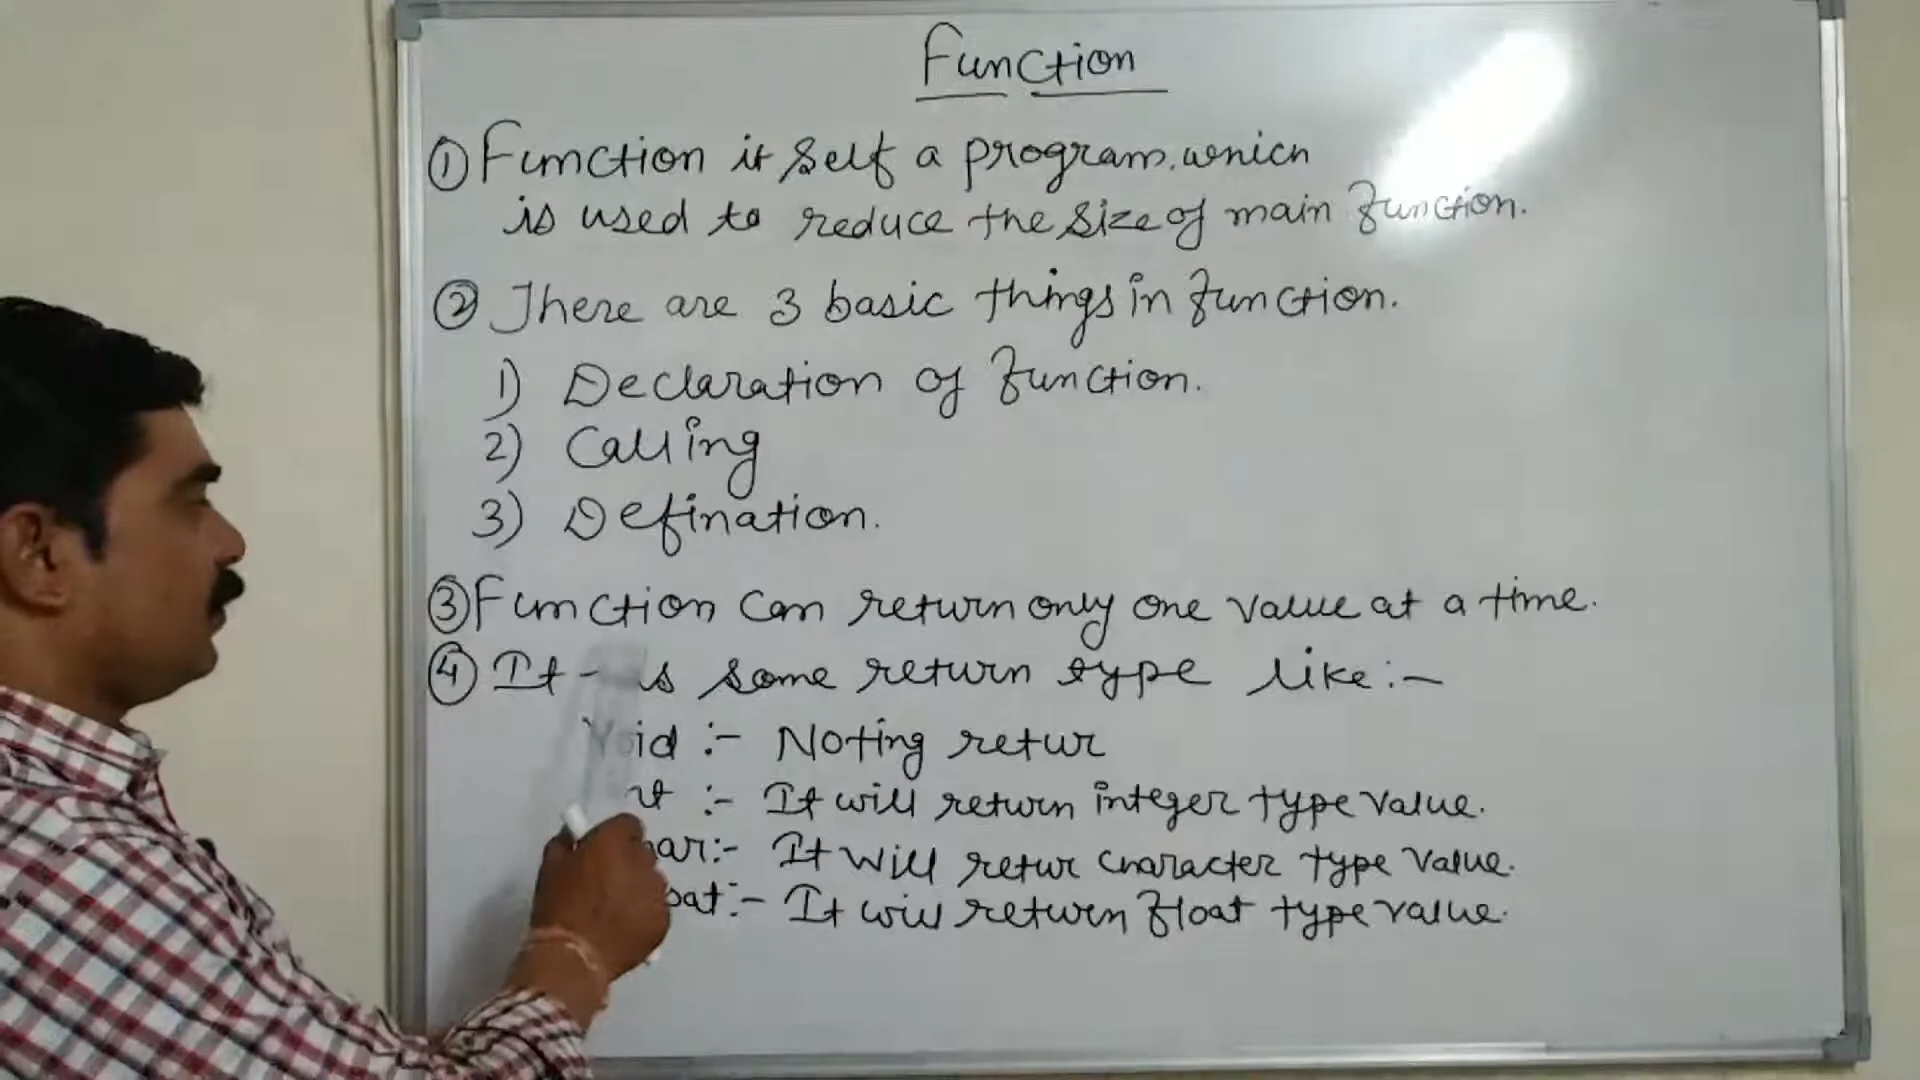 Function
① Function it self a program. which
is used to reduce the size of main function.
② There are 3 basic things in function.
1) Declaration of function.
2) Calling
3) Defination.
③ Function can return only one value at a time.
④ It is some return type like:-
Void :- Noting retur
:- It will return integer type value.
:- It will retur character type value.
:- It will return float type value.